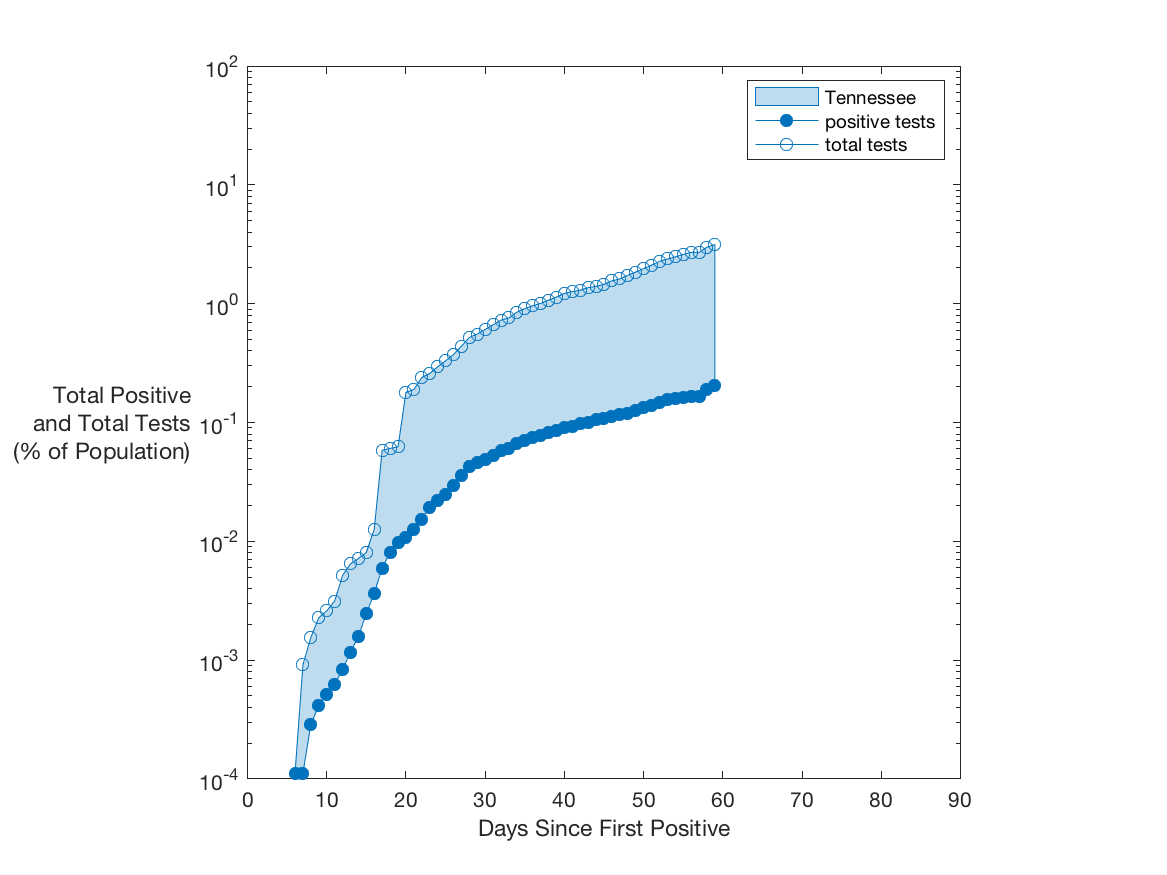 10^2
10^1
10^0
10^-1
10^-2
10^-3
10^-4
Total Positive
and Total Tests
(% of Population)
Tennessee
positive tests
total tests
0 10 20 30 40 50 60 70 80 90
Days Since First Positive